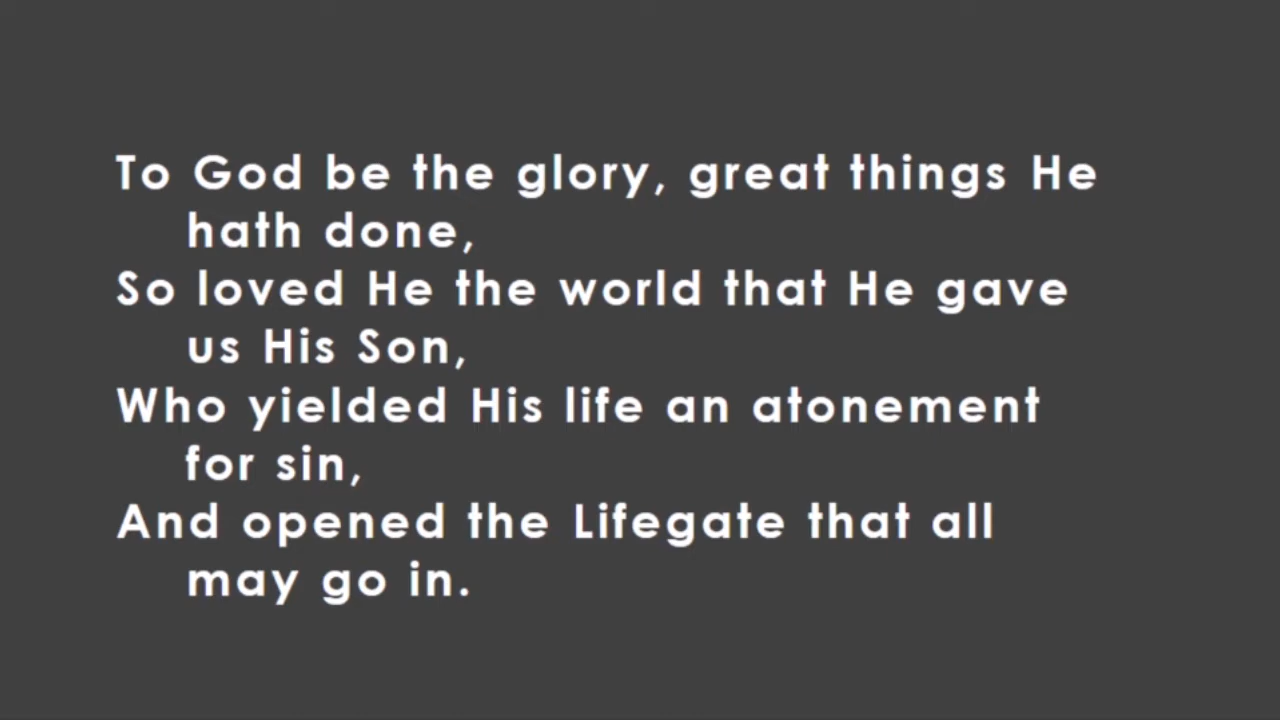 To God be the glory, great things He
hath done,
So loved He the world that He gave
us His Son,
Who yielded His life an atonement
for sin,
And opened the Lifegate that all
may go in.